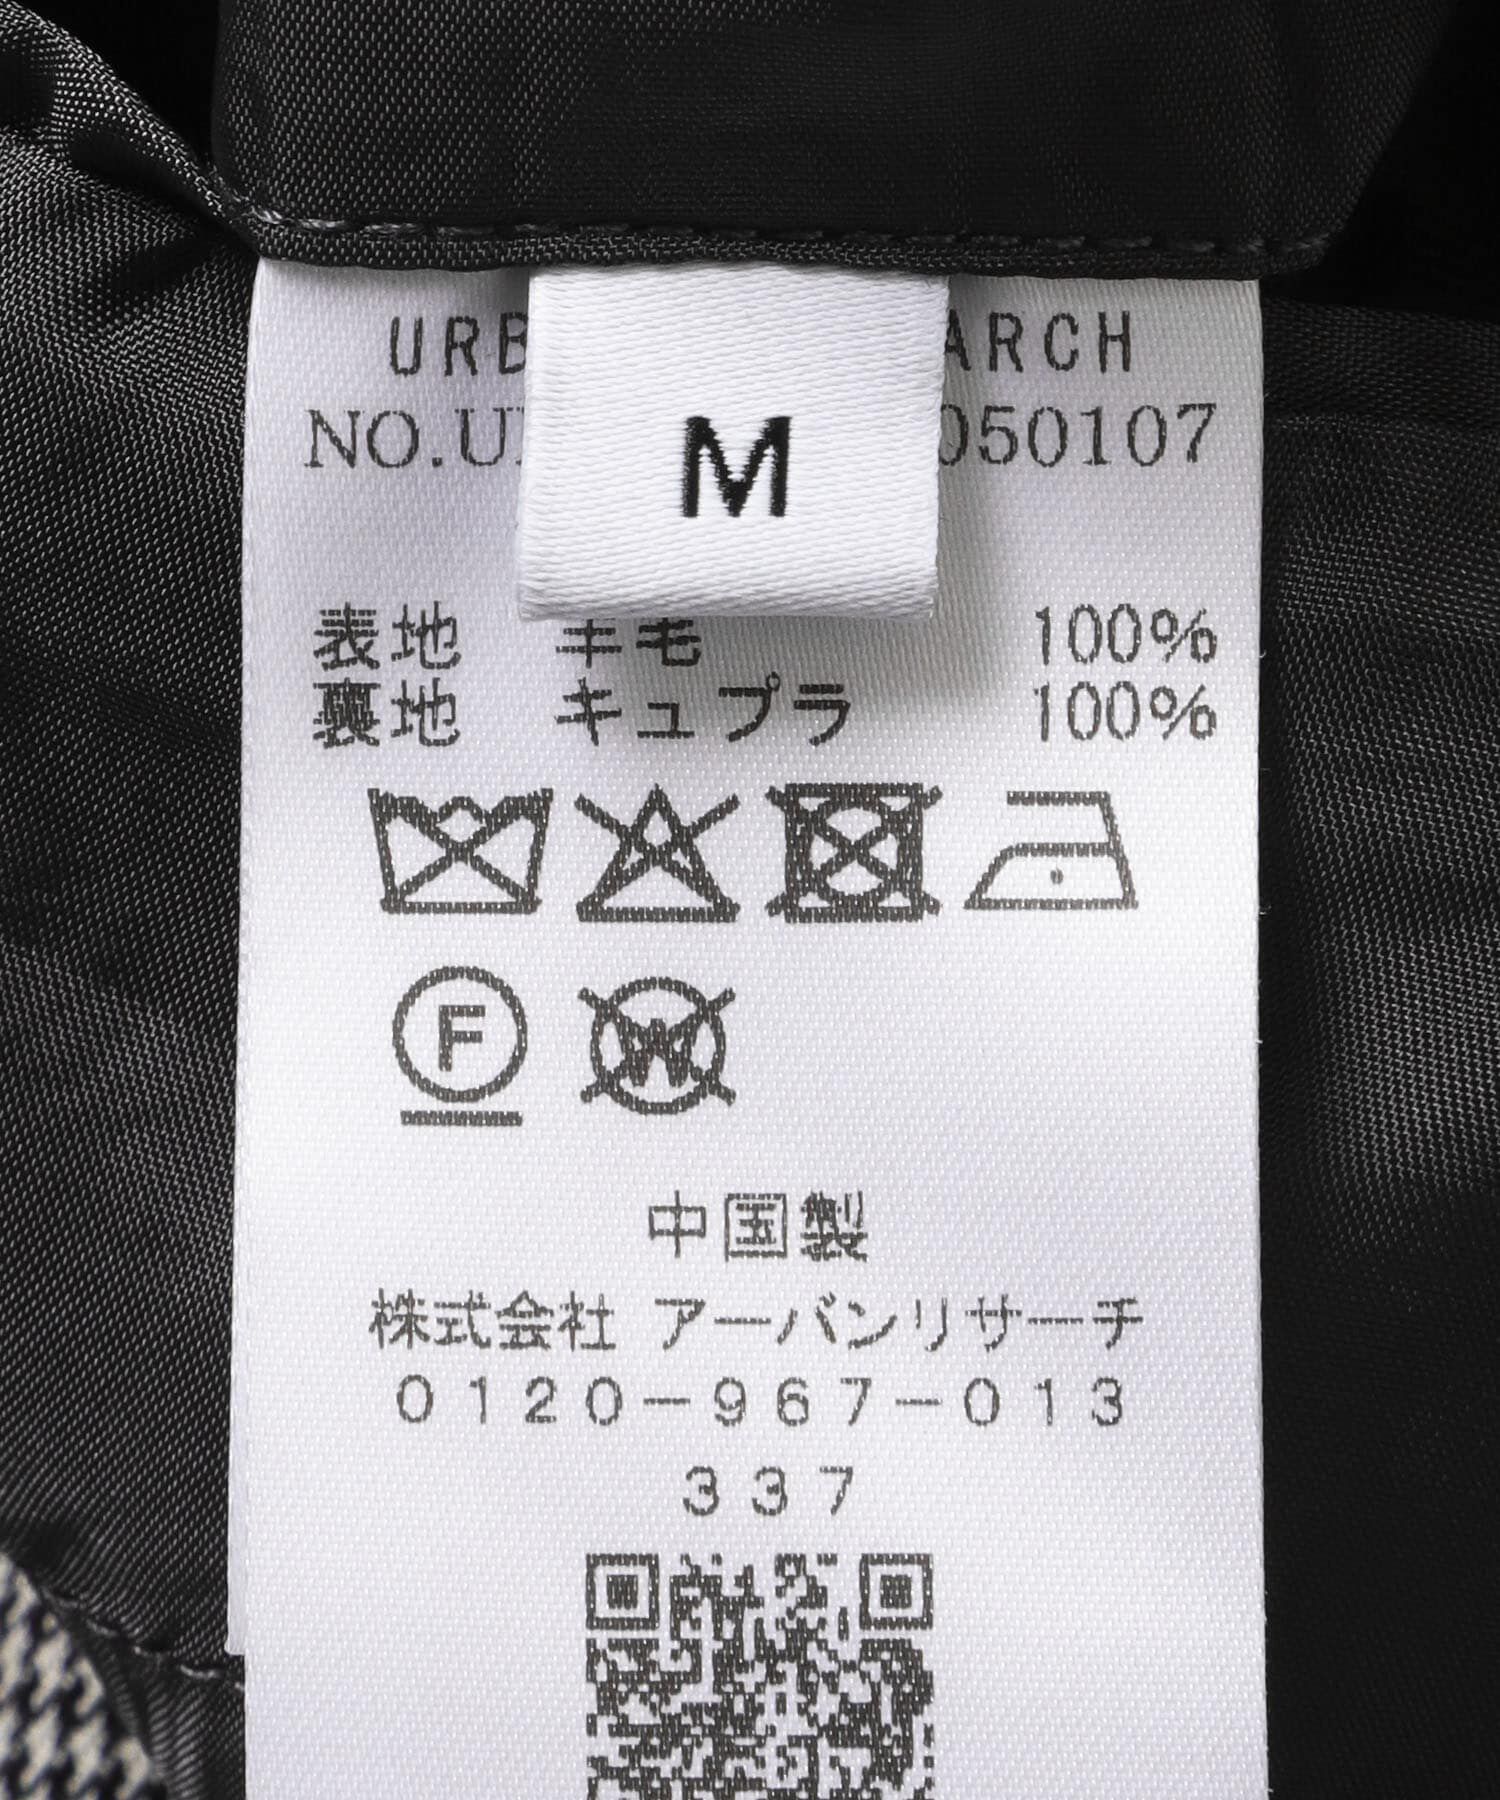 URB ARCH
NO.U 050107
M
表地 羊毛 100%
裏地 キュプラ 100%
F
W
中国製
株式会社 アーバンリサーチ
0120-967-013
337